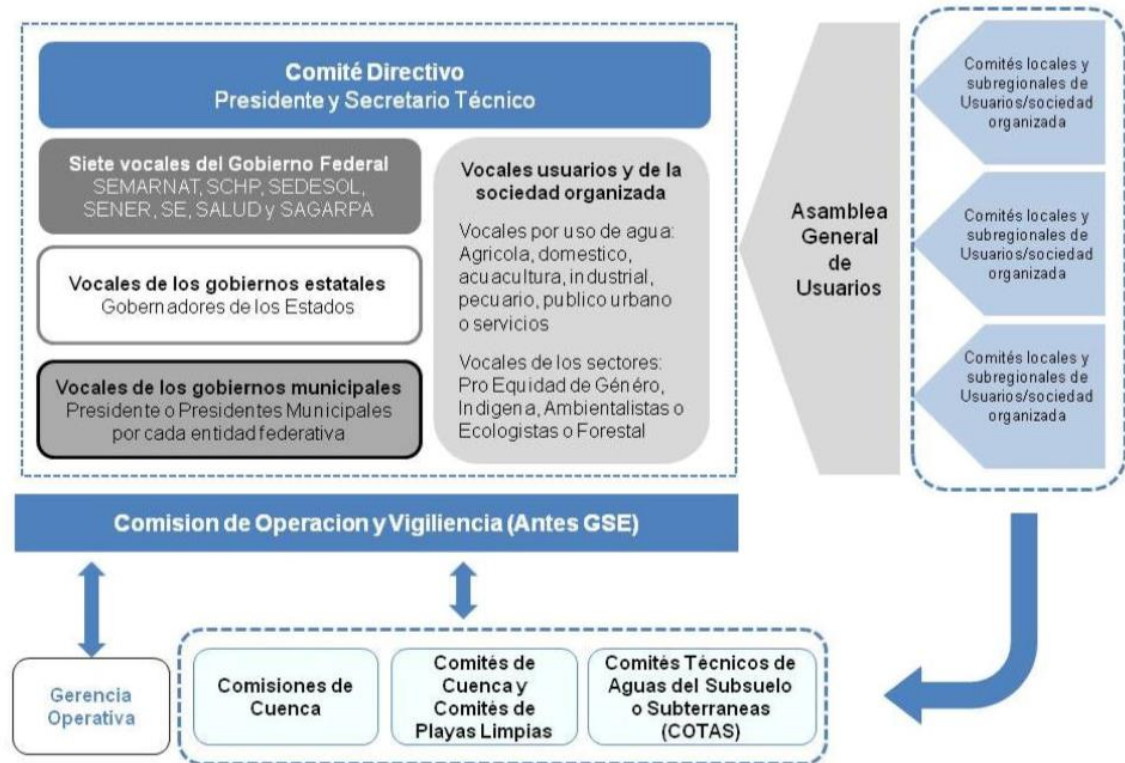 Comité Directivo
Presidente y Secretario Técnico
Siete vocales del Gobierno Federal
SEMARNAT, SCHP, SEDESOL,
SENER, SE, SALUD y SAGARPA
Vocales de los gobiernos estatales
Gobernadores de los Estados
Vocales de los gobiernos municipales
Presidente o Presidentes Municipales
por cada entidad federativa
Vocales usuarios y de la
sociedad organizada
Vocales por uso de agua:
Agricola, domestico,
acuacultura, industrial,
pecuario, publico urbano
o servicios
Vocales de los sectores:
Pro Equidad de Généro,
Indigena, Ambientalistas o
Ecologistas o Forestal
Asamblea
General
de
Usuarios
Comités locales y
subregionales de
Usuarios/sociedad
organizada
Comités locales y
subregionales de
Usuarios/sociedad
organizada
Comités locales y
subregionales de
Usuarios/sociedad
organizada
Comision de Operacion y Vigiliencia (Antes GSE)
Gerencia
Operativa
Comisiones de
Cuenca
Comités de
Cuenca y
Comités de
Playas Limpias
Comités Técnicos de
Aguas del Subsuelo
o Subterraneas
(COTAS)